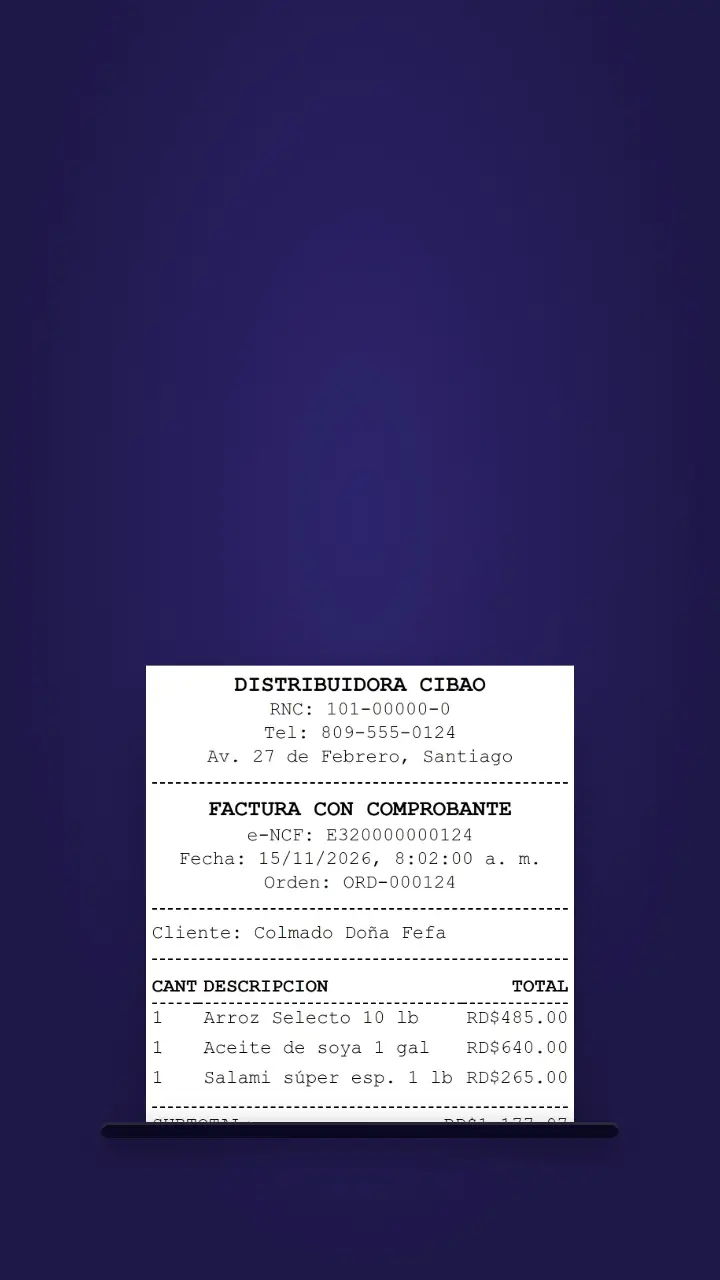 DISTRIBUIDORA CIBAO
RNC: 101-00000-0
Tel: 809-555-0124
Av. 27 de Febrero, Santiago
FACTURA CON COMPROBANTE
e-NCF: E320000000124
Fecha: 15/11/2026, 8:02:00 a. m.
Orden: ORD-000124
Cliente: Colmado Doña Fefa
CANT DESCRIPCION TOTAL
1 Arroz Selecto 10 lb RD$485.00
1 Aceite de soya 1 gal RD$640.00
1 Salami súper esp. 1 lb RD$265.00